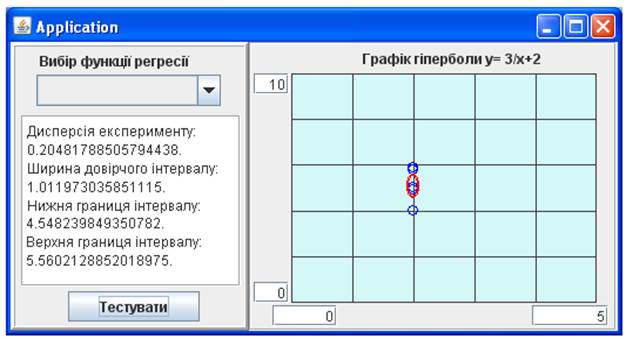 Application
Вибір функції регресії
Дисперсія експерименту:
0.20481788505794438.
Ширина довірчого інтервалу:
1.011973035851115.
Нижня границя інтервалу:
4.548239849350782.
Верхня границя інтервалу:
5.5602128852018975.
Тестувати
Графік гіперболи y= 3/x+2
10
0
0
5